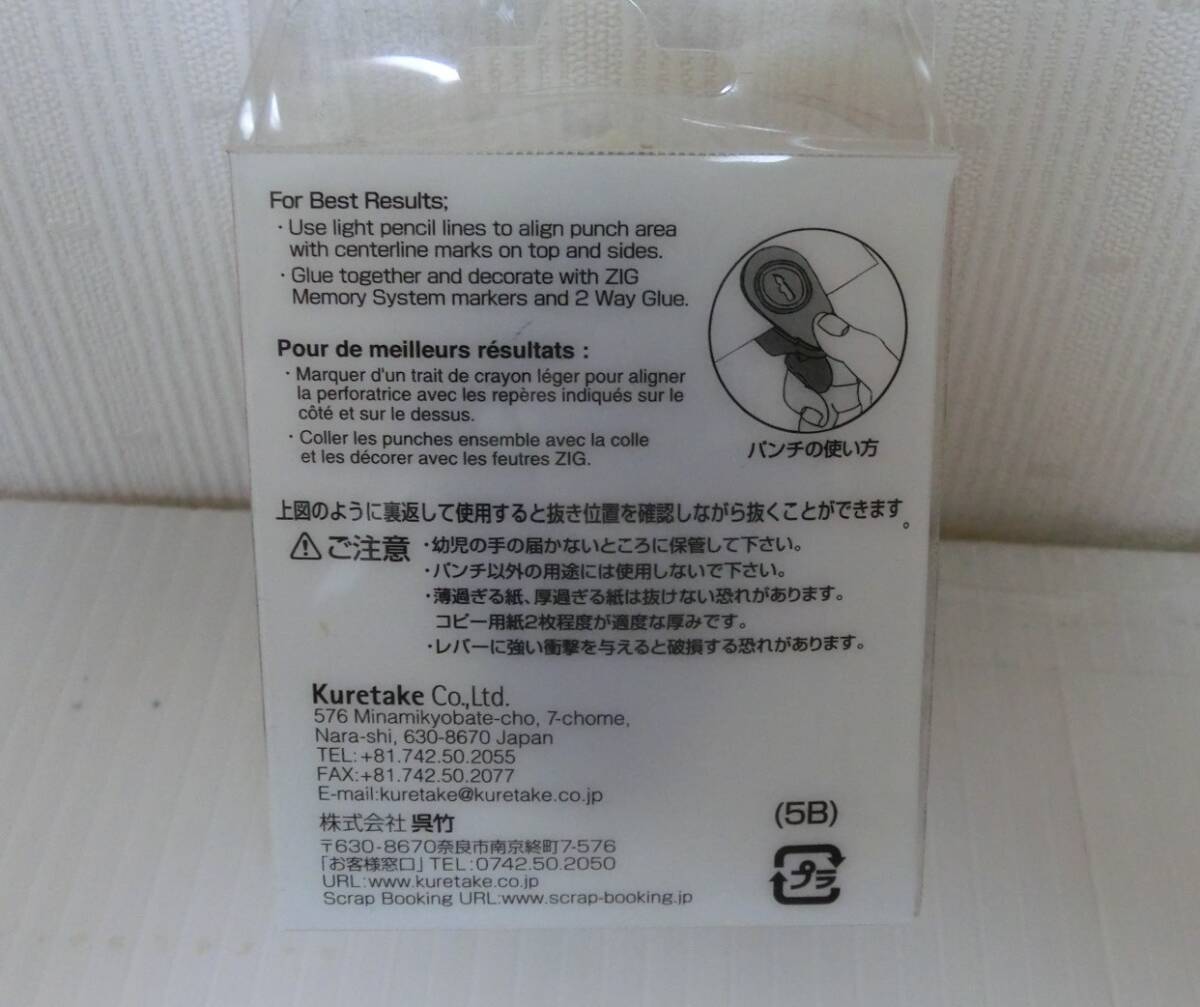 For Best Results;
・Use light pencil lines to align punch area
with centerline marks on top and sides.
・Glue together and decorate with ZIG
Memory System markers and 2 Way Glue.
Pour de meilleurs résultats :
・Marquer d'un trait de crayon léger pour aligner
la perforatrice avec les repères indiqués sur le
côté et sur le dessus.
・Coller les punches ensemble avec la colle
et les décorer avec les feutres ZIG.
パンチの使い方
上図のように裏返して使用すると抜き位置を確認しながら抜くことができます。
ご注意 ・幼児の手の届かないところに保管して下さい。
・パンチ以外の用途には使用しないで下さい。
・薄過ぎる紙、厚過ぎる紙は抜けない恐れがあります。
コピー用紙2枚程度が適度な厚みです。
・レバーに強い衝撃を与えると破損する恐れがあります。
Kuretake Co.,Ltd.
576 Minamikyobate-cho, 7-chome,
Nara-shi, 630-8670 Japan
TEL:+81.742.50.2055
FAX:+81.742.50.2077
E-mail:kuretake@kuretake.co.jp
株式会社 呉竹
〒630-8670奈良市南京終町7-576
「お客様窓口」TEL:0742.50.2050
URL:www.kuretake.co.jp
Scrap Booking URL:www.scrap-booking.jp
(5B)
プラ